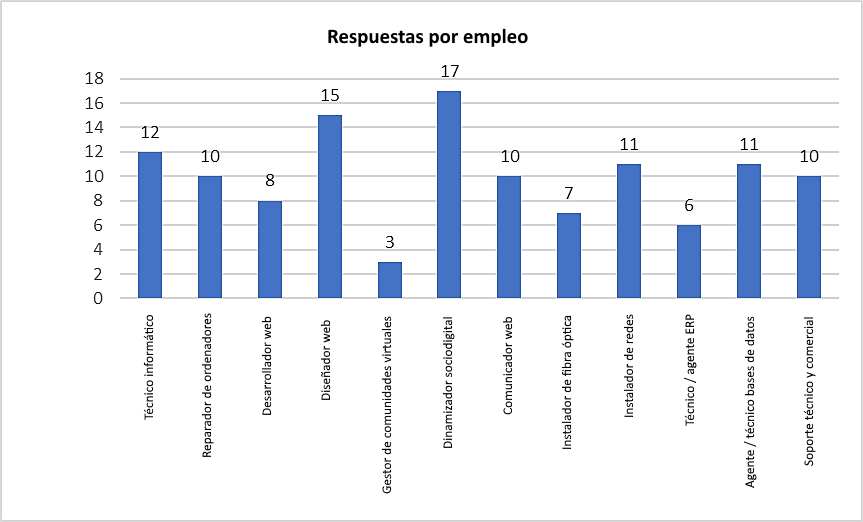 Respuestas por empleo
18
16
14
12
10
8
6
4
2
0
12
10
8
15
3
17
10
7
11
6
11
10
Técnico informático
Reparador de ordenadores
Desarrollador web
Diseñador web
Gestor de comunidades virtuales
Dinamizador sociodigital
Comunicador web
Instalador de fibra óptica
Instalador de redes
Técnico / agente ERP
Agente / técnico bases de datos
Soporte técnico y comercial